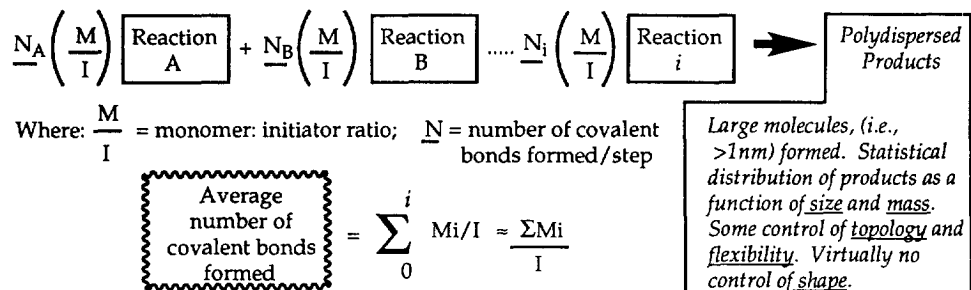 N_A (M/I) Reaction A + N_B (M/I) Reaction B ..... N_i (M/I) Reaction i
Polydispersed
Products
Where: M/I = monomer: initiator ratio; N = number of covalent
bonds formed/step
Average
number of
covalent bonds
formed
= ∑ i 0 Mi/I ≈ ΣMi/I
Large molecules, (i.e.,
>1nm) formed. Statistical
distribution of products as a
function of size and mass.
Some control of topology and
flexibility. Virtually no
control of shape.